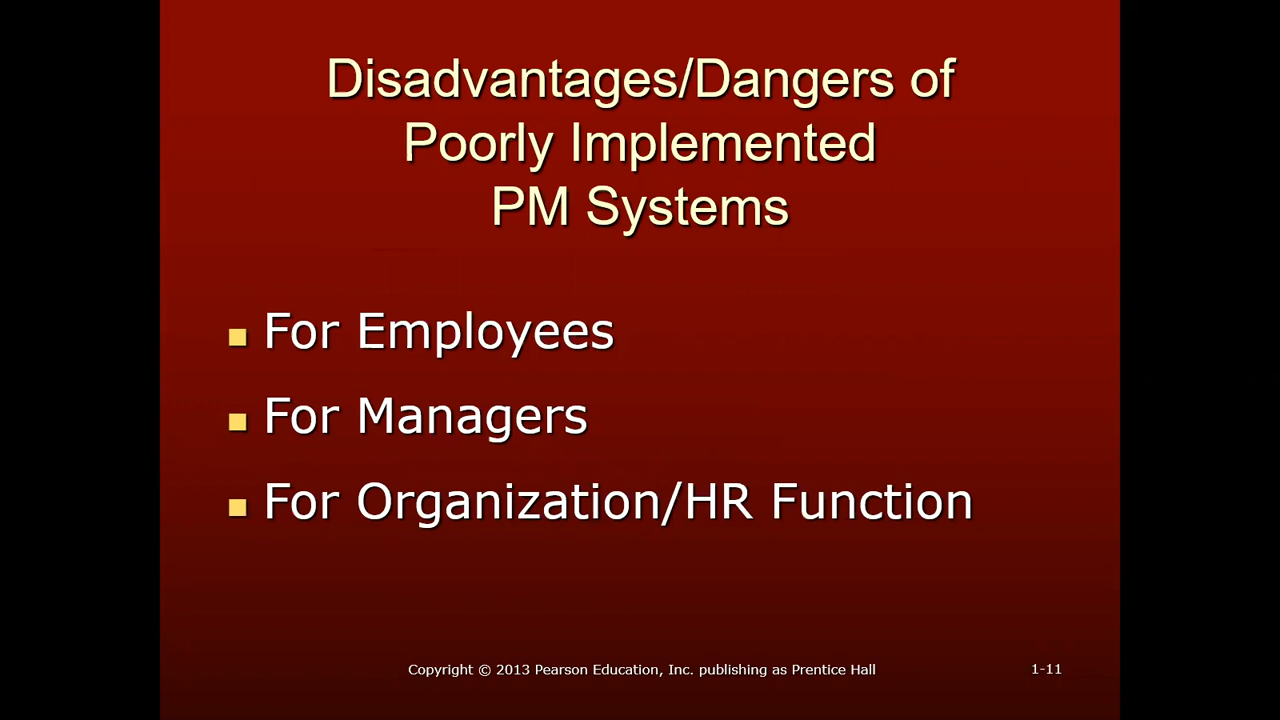 Disadvantages/Dangers of
Poorly Implemented
PM Systems
For Employees
For Managers
For Organization/HR Function
Copyright © 2013 Pearson Education, Inc. publishing as Prentice Hall
1-11